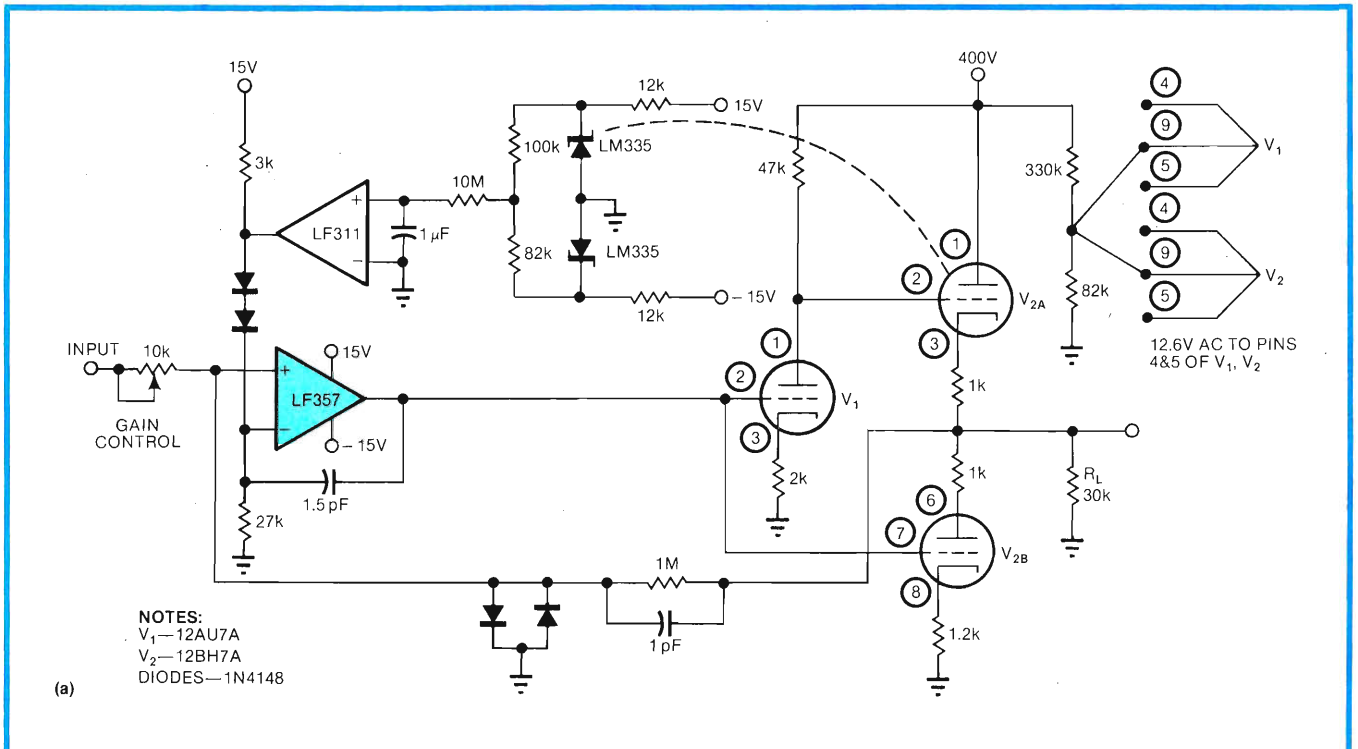 15V
3k
LF311
+
−
1 μF
10M
100k
82k
LM335
LM335
12k
15V
12k
−15V
400V
47k
330k
82k
4
9
5
V1
4
9
5
V2
12.6V AC TO PINS
4&5 OF V1, V2
INPUT
10k
GAIN
CONTROL
+
−
LF357
15V
−15V
1.5 pF
27k
1
2
3
V1
2k
1
2
3
V2A
1k
1k
6
7
8
V2B
1.2k
RL
30k
1M
1 pF
NOTES:
V1—12AU7A
V2—12BH7A
DIODES—1N4148
(a)